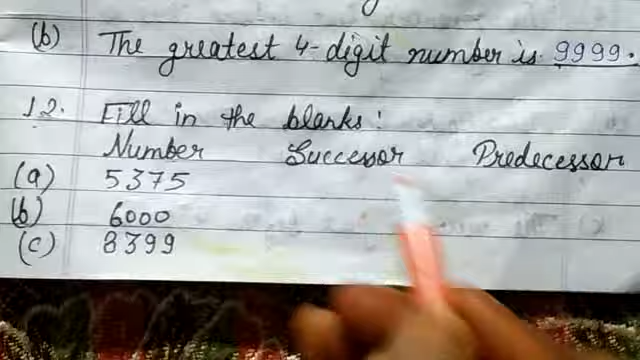 (b) The greatest 4-digit number is 9999.
12. Fill in the blanks:
Number Successor Predecessor
(a) 5375
(b) 6000
(c) 8399